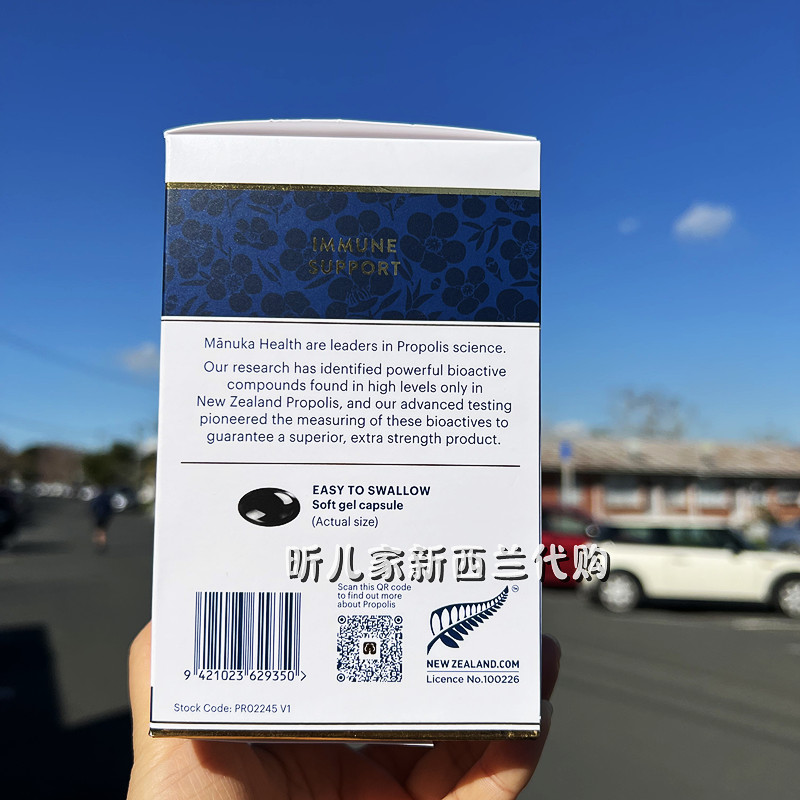 IMMUNE
SUPPORT
Mānuka Health are leaders in Propolis science.
Our research has identified powerful bioactive
compounds found in high levels only in
New Zealand Propolis, and our advanced testing
pioneered the measuring of these bioactives to
guarantee a superior, extra strength product.
EASY TO SWALLOW
Soft gel capsule
(Actual size)
昕儿家新西兰代购
Scan this QR code
to find out more
about Propolis
TM
NEW ZEALAND.COM
Licence No.100226
9 421023 629350 >
Stock Code: PRO2245 V1